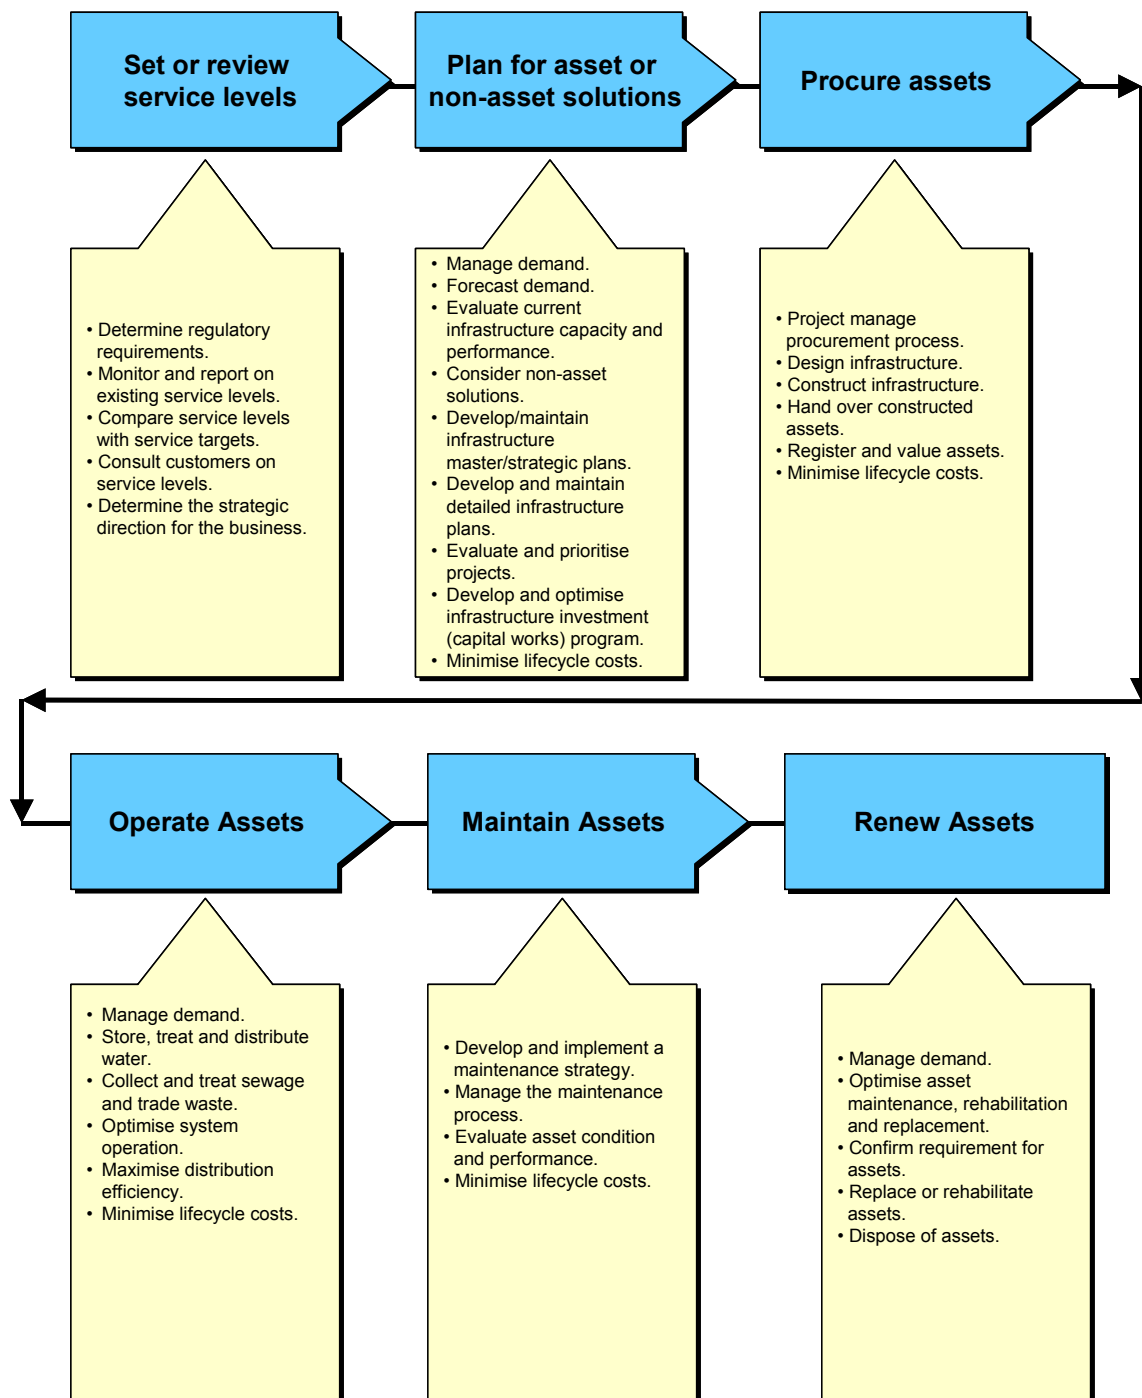 Set or review
service levels
Plan for asset or
non-asset solutions
Procure assets
• Determine regulatory
requirements.
• Monitor and report on
existing service levels.
• Compare service levels
with service targets.
• Consult customers on
service levels.
• Determine the strategic
direction for the business.
• Manage demand.
• Forecast demand.
• Evaluate current
infrastructure capacity and
performance.
• Consider non-asset
solutions.
• Develop/maintain
infrastructure
master/strategic plans.
• Develop and maintain
detailed infrastructure
plans.
• Evaluate and prioritise
projects.
• Develop and optimise
infrastructure investment
(capital works) program.
• Minimise lifecycle costs.
• Project manage
procurement process.
• Design infrastructure.
• Construct infrastructure.
• Hand over constructed
assets.
• Register and value assets.
• Minimise lifecycle costs.
Operate Assets
Maintain Assets
Renew Assets
• Manage demand.
• Store, treat and distribute
water.
• Collect and treat sewage
and trade waste.
• Optimise system
operation.
• Maximise distribution
efficiency.
• Minimise lifecycle costs.
• Develop and implement a
maintenance strategy.
• Manage the maintenance
process.
• Evaluate asset condition
and performance.
• Minimise lifecycle costs.
• Manage demand.
• Optimise asset
maintenance, rehabilitation
and replacement.
• Confirm requirement for
assets.
• Replace or rehabilitate
assets.
• Dispose of assets.